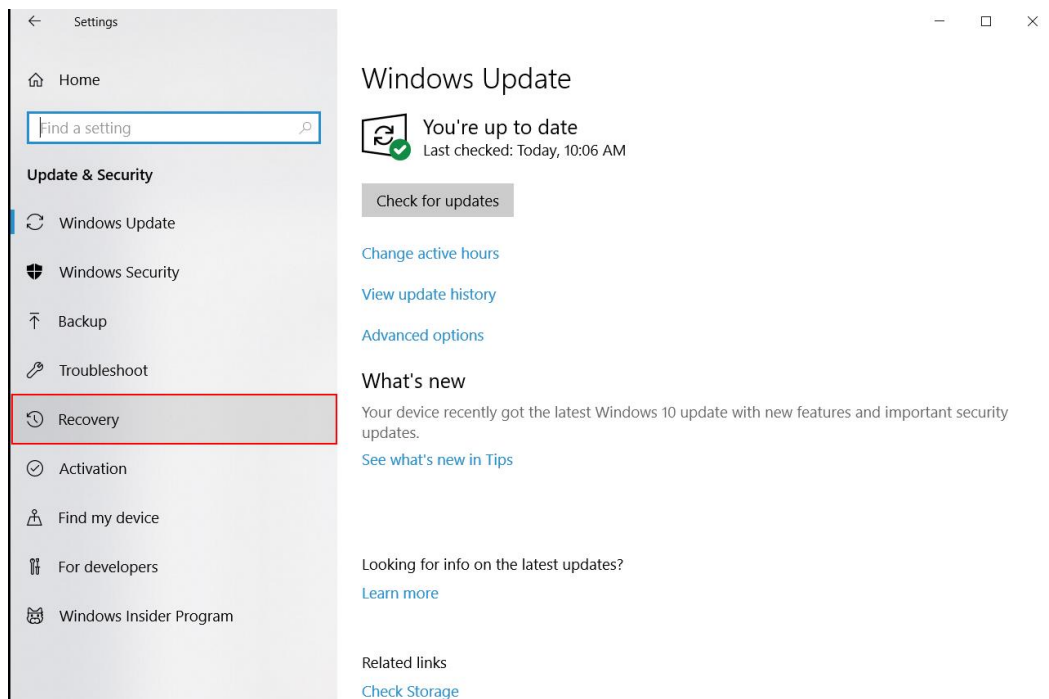 Settings
Home
Find a setting
Update & Security
Windows Update
Windows Security
Backup
Troubleshoot
Recovery
Activation
Find my device
For developers
Windows Insider Program
Windows Update
You're up to date
Last checked: Today, 10:06 AM
Check for updates
Change active hours
View update history
Advanced options
What's new
Your device recently got the latest Windows 10 update with new features and important security
updates.
See what's new in Tips
Looking for info on the latest updates?
Learn more
Related links
Check Storage